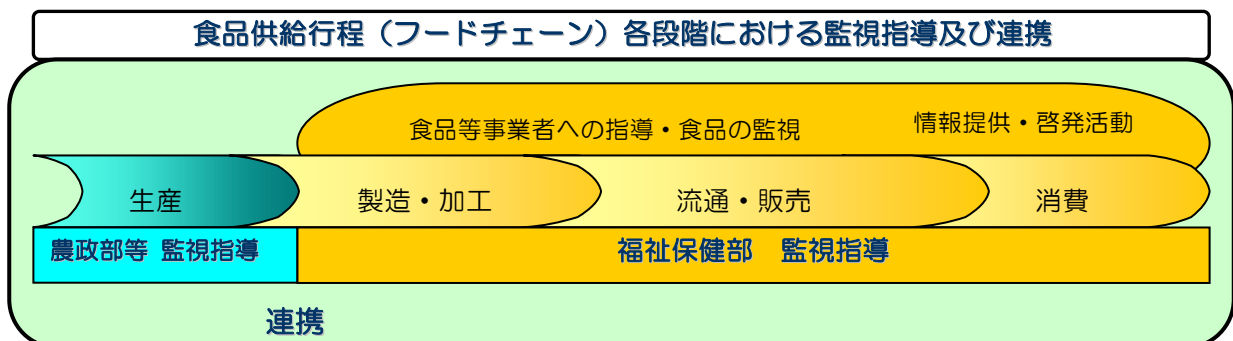 食品供給行程（フードチェーン）各段階における監視指導及び連携
食品等事業者への指導・食品の監視
情報提供・啓発活動
生産
製造・加工
流通・販売
消費
農政部等 監視指導
福祉保健部　監視指導
連携